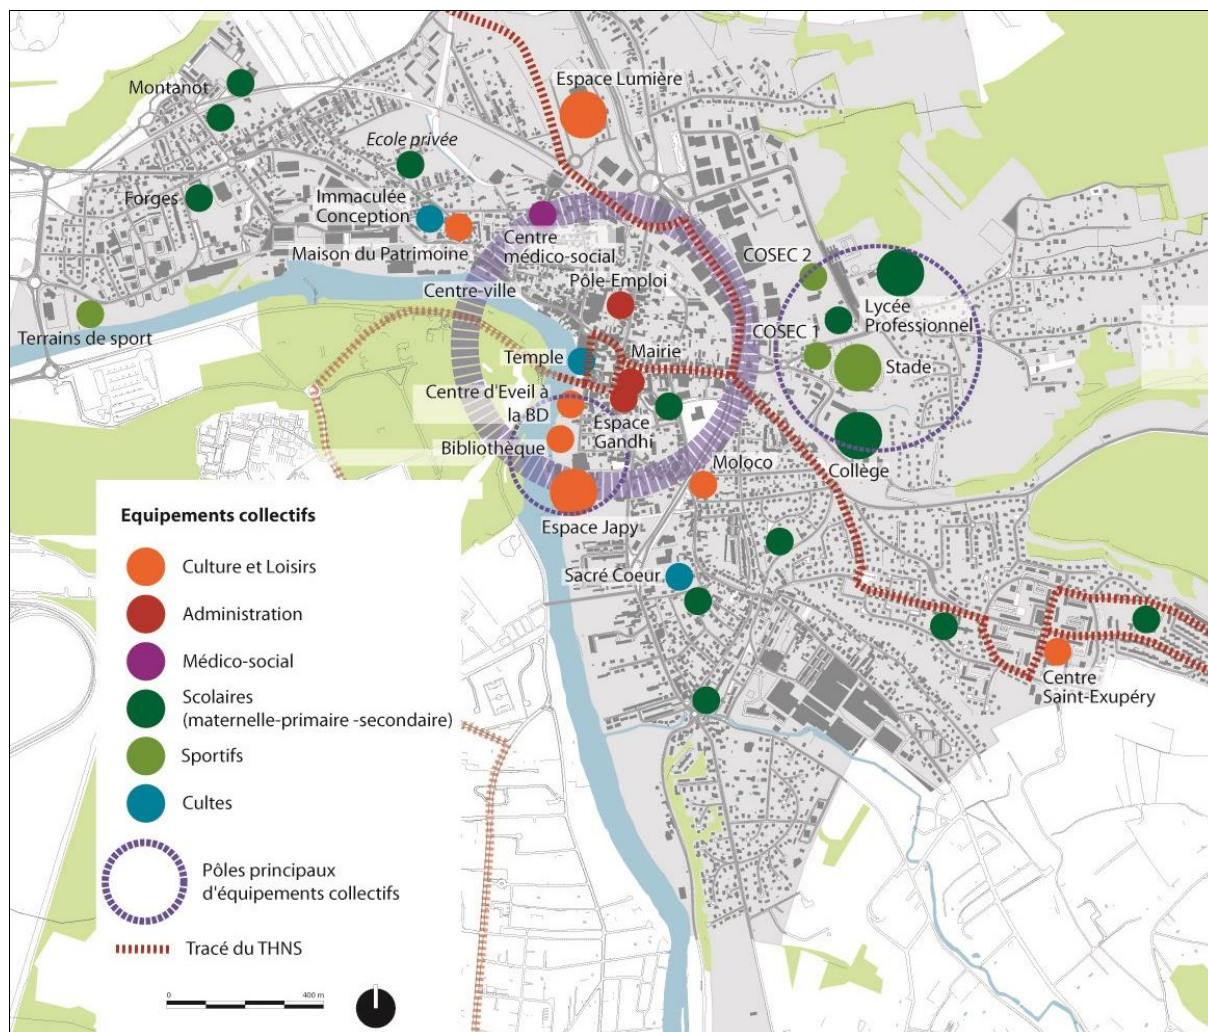 Espace Lumière
Montanot
Ecole privée
Forges
Immaculée
Conception
Maison du Patrimoine
Centre
médico-social
COSEC 2
Centre-ville
Pôle-Emploi
Lycée
Professionnel
Terrains de sport
COSEC 1
Temple
Mairie
Stade
Centre d'Eveil à
la BD
Espace
Gandhi
Bibliothèque
Moloco
Collège
Espace Japy
Sacré Coeur
Centre
Saint-Exupéry
Equipements collectifs
Culture et Loisirs
Administration
Médico-social
Scolaires
(maternelle-primaire -secondaire)
Sportifs
Cultes
Pôles principaux
d'équipements collectifs
Tracé du THNS
0 400 m